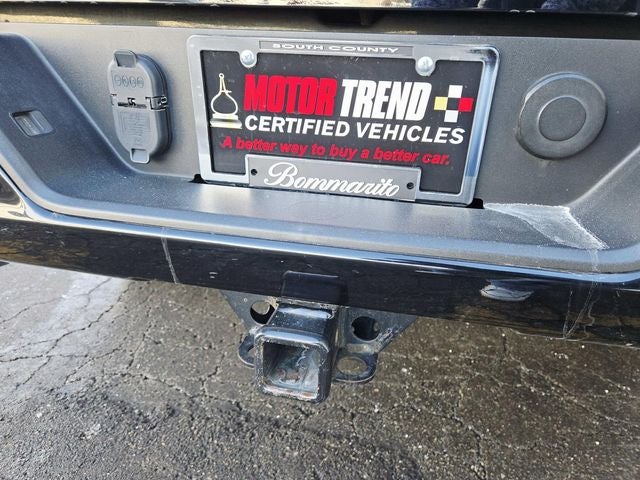 SOUTH COUNTY
MOTOR TREND
CERTIFIED VEHICLES
A better way to buy a better car.
Bommarito